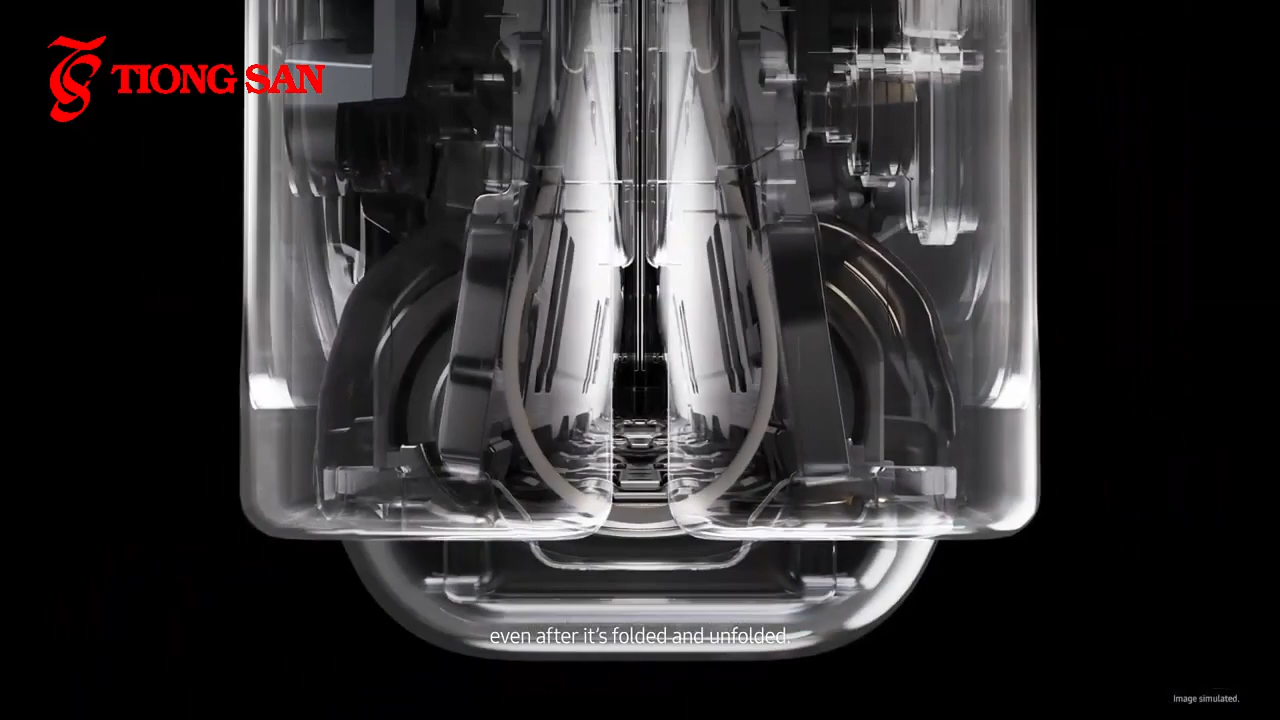 TIONG SAN
even after it's folded and unfolded.
Image simulated.